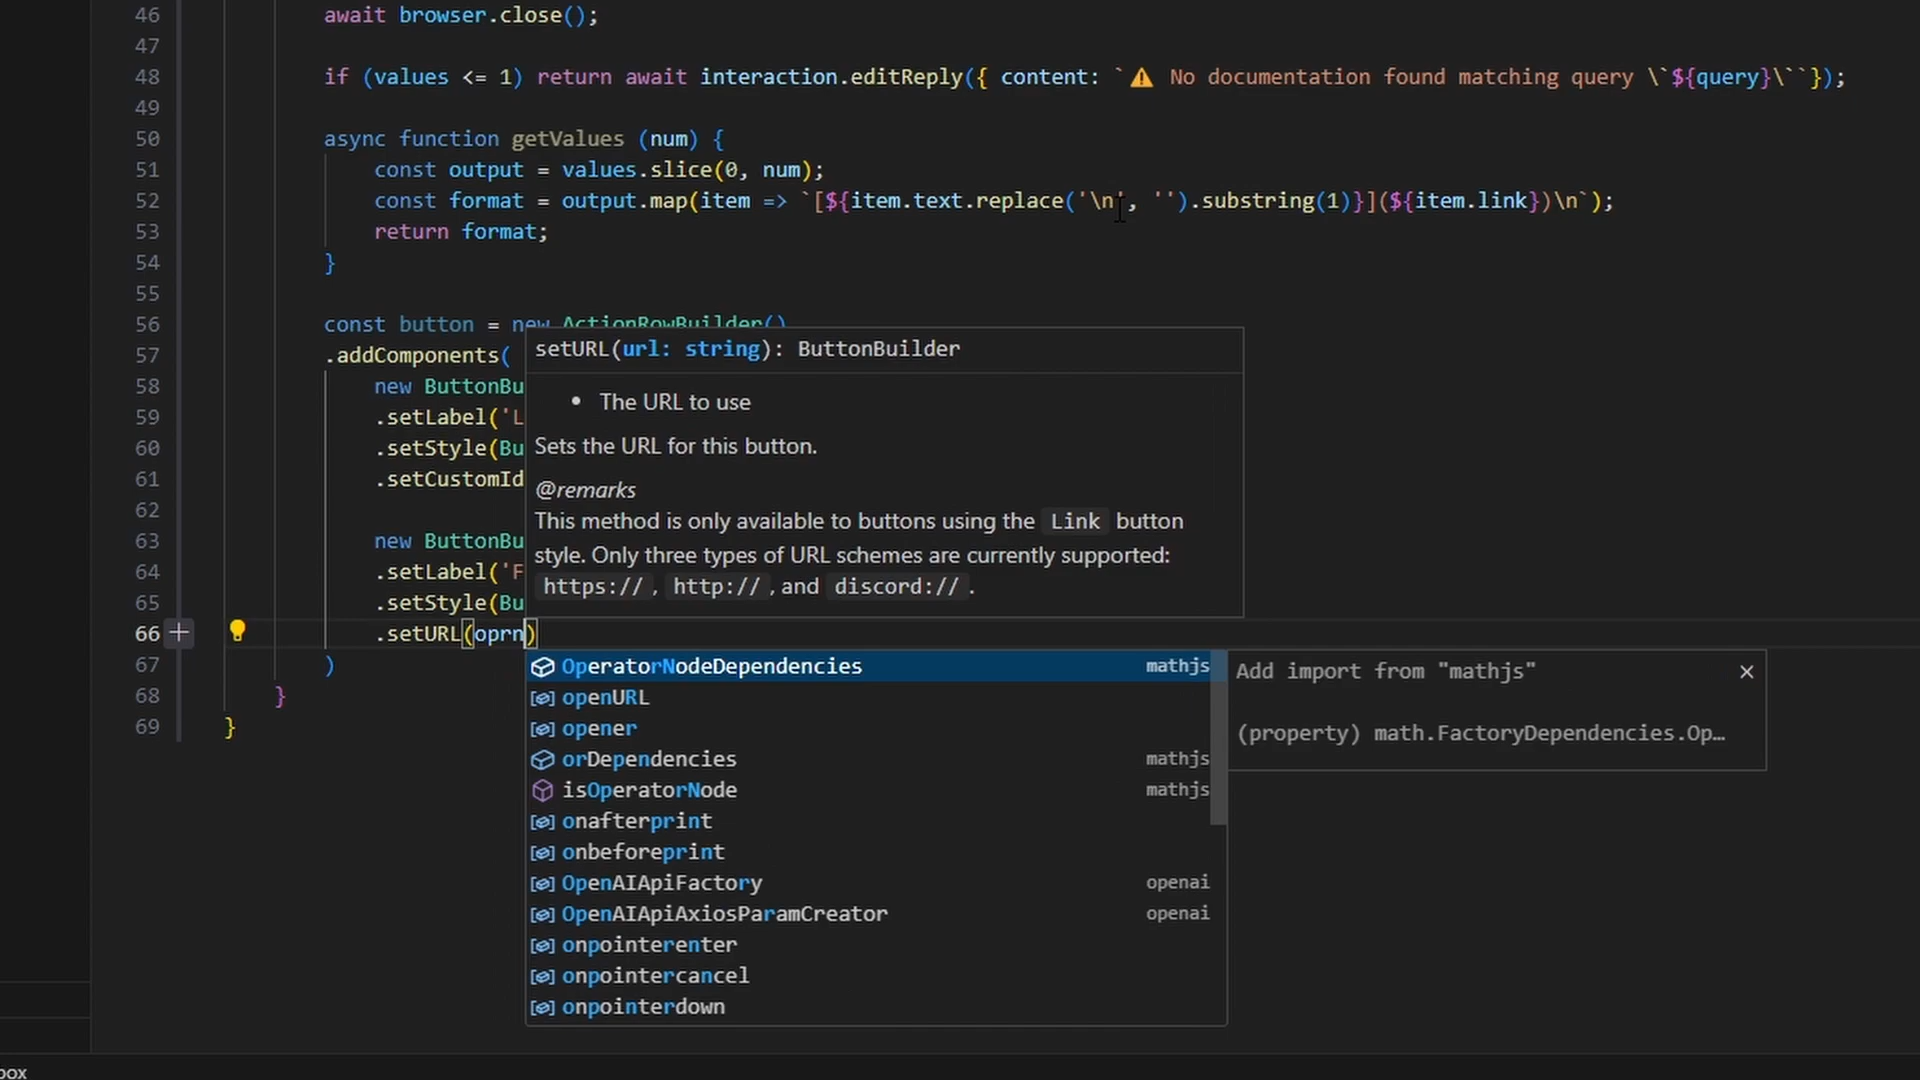 46 await browser.close();
47
48 if (values <= 1) return await interaction.editReply({ content: `⚠ No documentation found matching query \`${query}\``});
49
50 async function getValues (num) {
51 const output = values.slice(0, num);
52 const format = output.map(item => `[${item.text.replace('\n', '').substring(1)}](${item.link})\n`);
53 return format;
54 }
55
56 const button = new ActionRowBuilder()
57 .addComponents(
58 new ButtonBu
59 .setLabel('L
60 .setStyle(Bu
61 .setCustomId
62
63 new ButtonBu
64 .setLabel('F
65 .setStyle(Bu
66 .setURL(oprn)
67 )
68 }
69 }
setURL(url: string): ButtonBuilder
• The URL to use
Sets the URL for this button.
@remarks
This method is only available to buttons using the Link button
style. Only three types of URL schemes are currently supported:
https:// , http:// , and discord:// .
OperatorNodeDependencies mathjs
openURL
opener
orDependencies mathjs
isOperatorNode mathjs
onafterprint
onbeforeprint
OpenAIApiFactory openai
OpenAIApiAxiosParamCreator openai
onpointerenter
onpointercancel
onpointerdown
Add import from "mathjs"
(property) math.FactoryDependencies.Op…
box